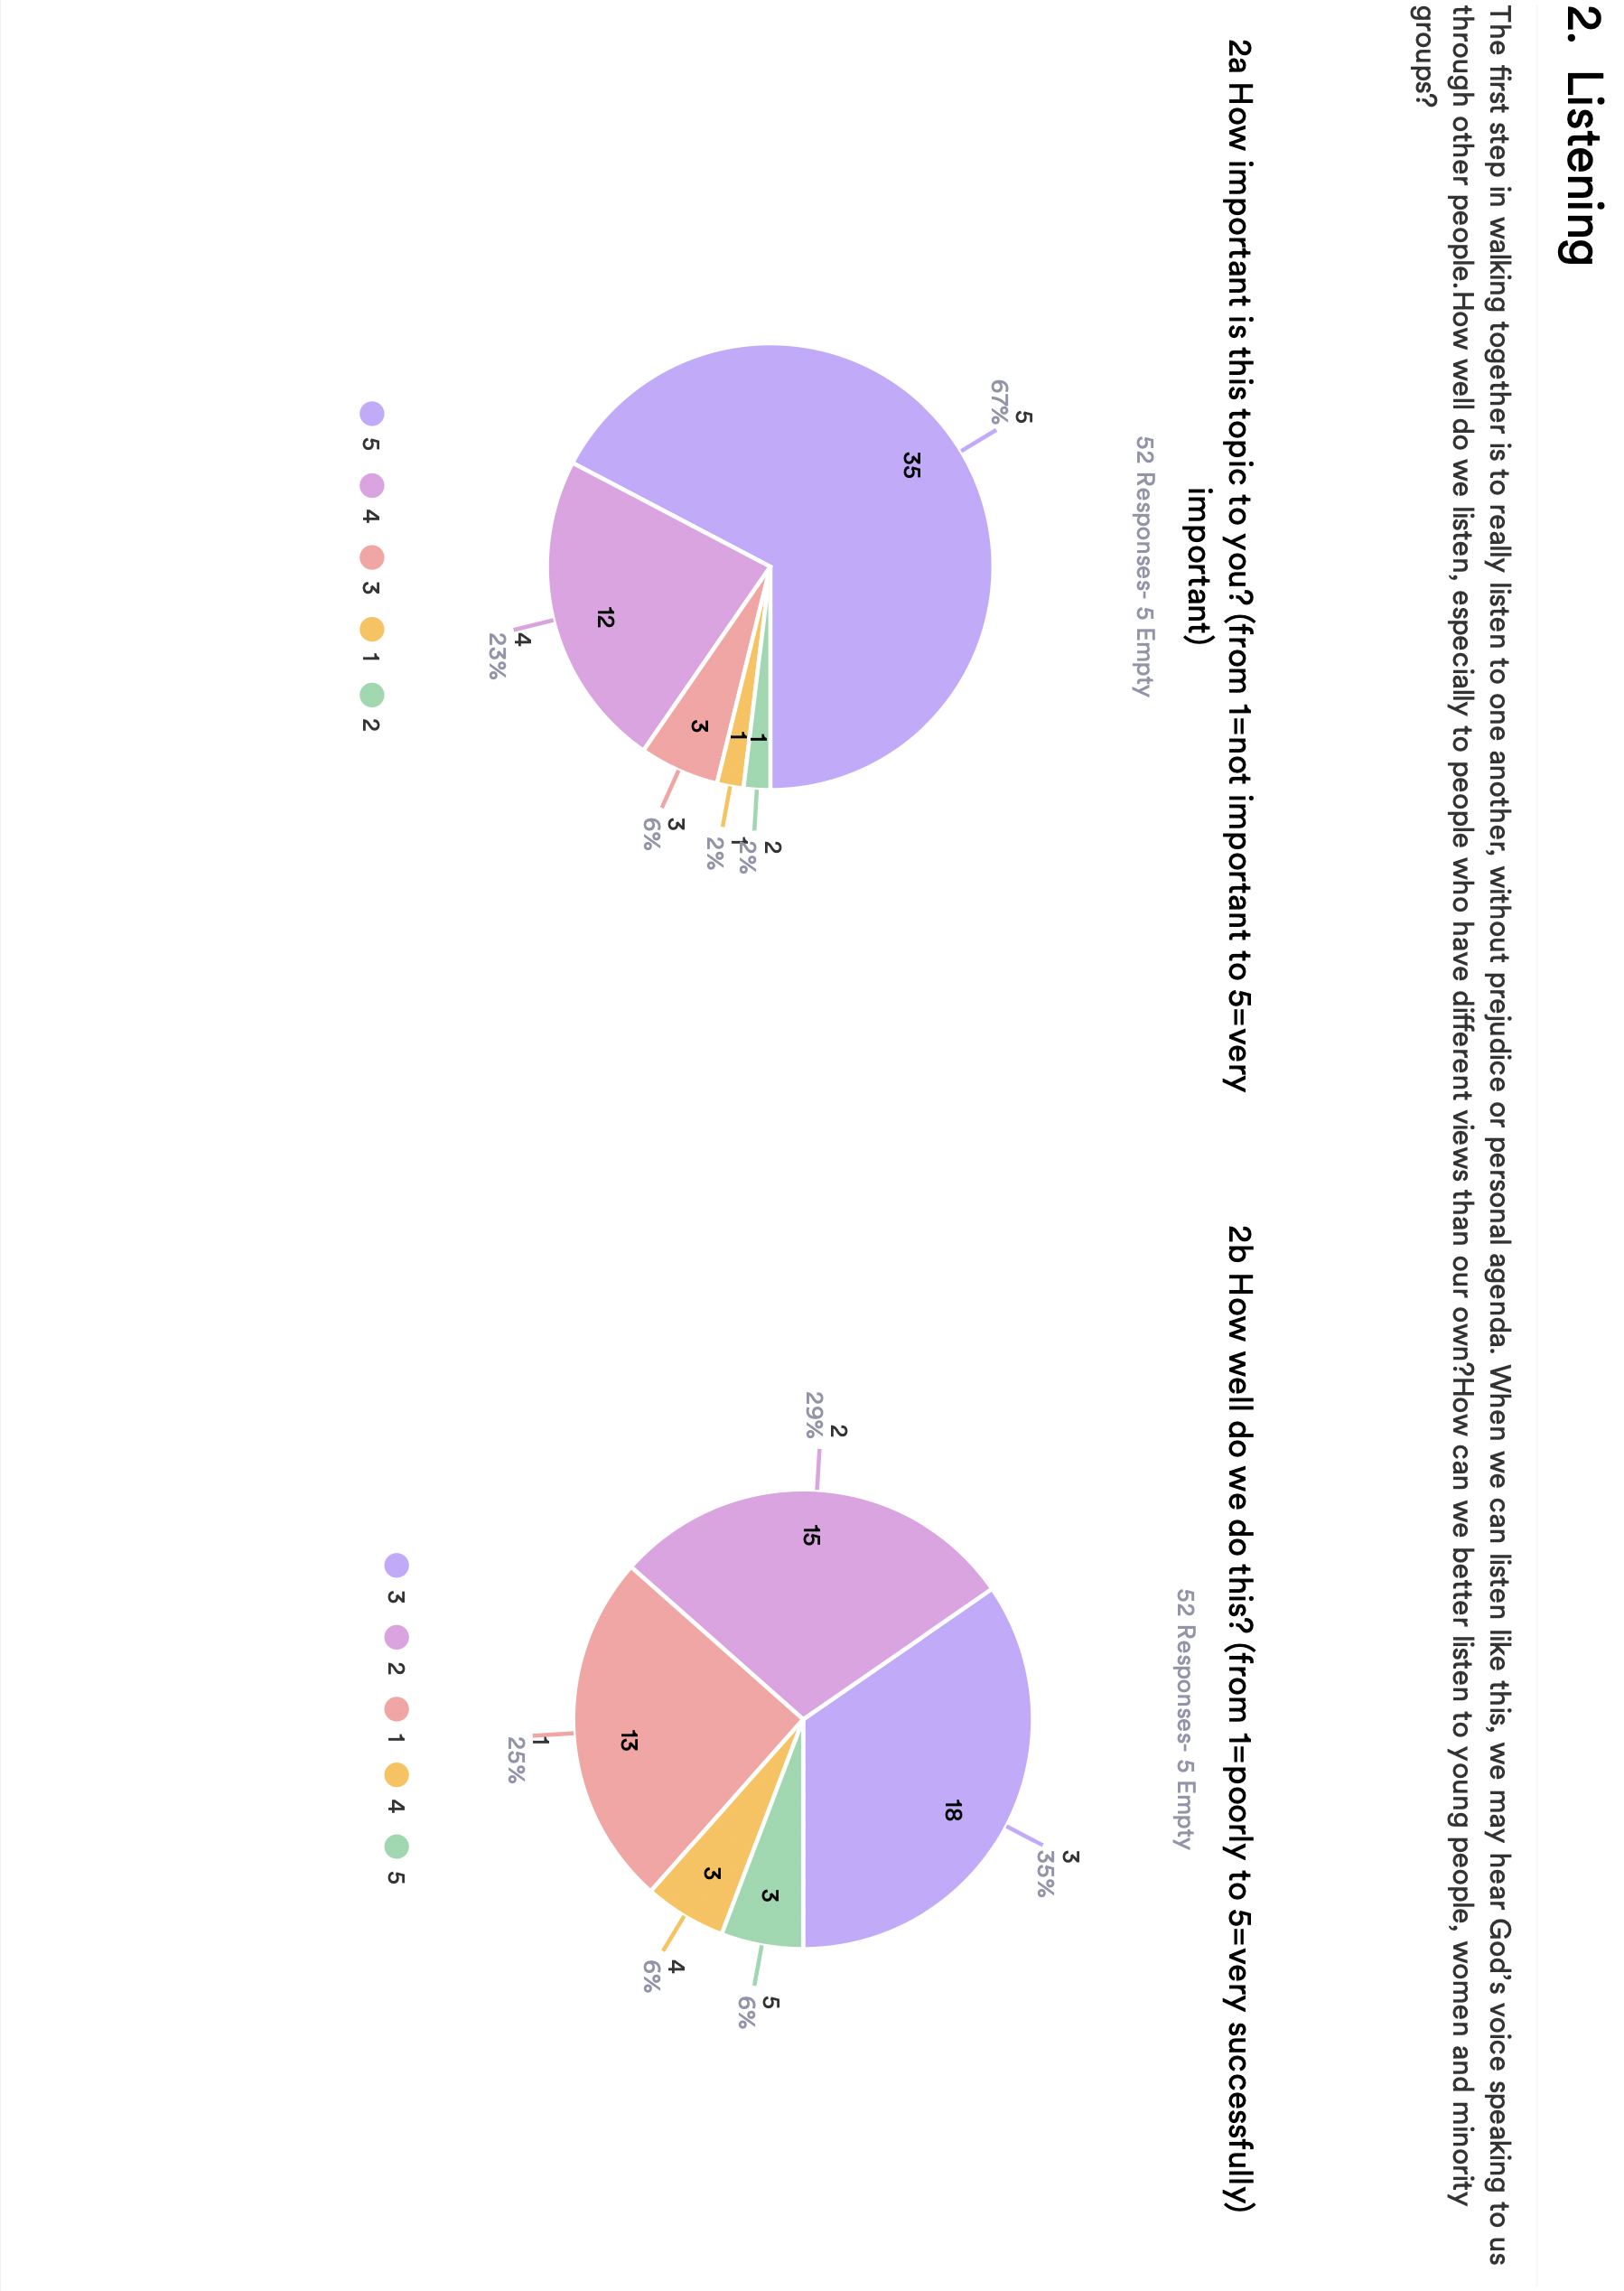 2. Listening
The first step in walking together is to really listen to one another, without prejudice or personal agenda. When we can listen like this, we may hear God's voice speaking to us
through other people.How well do we listen, especially to people who have different views than our own?How can we better listen to young people, women and minority
groups?
2a How important is this topic to you? (from 1=not important to 5=very
important)
52 Responses- 5 Empty
5
67%
35
12
4
23%
3
3
6%
1
1
2%
1
2
2%
5 4 3 1 2
2b How well do we do this? (from 1=poorly to 5=very successfully)
52 Responses- 5 Empty
3
35%
18
2
29%
15
13
1
25%
3
4
6%
3
5
6%
3 2 1 4 5